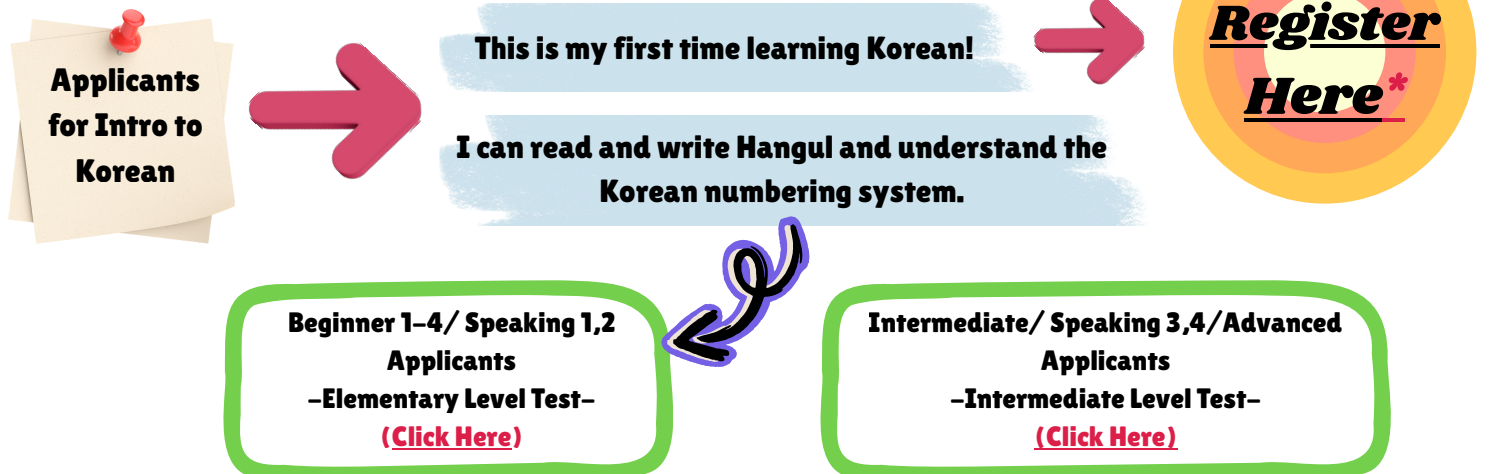 Applicants
for Intro to
Korean
This is my first time learning Korean!
Register
Here*
I can read and write Hangul and understand the
Korean numbering system.
Beginner 1-4/ Speaking 1,2
Applicants
-Elementary Level Test-
(Click Here)
Intermediate/ Speaking 3,4/Advanced
Applicants
-Intermediate Level Test-
(Click Here)